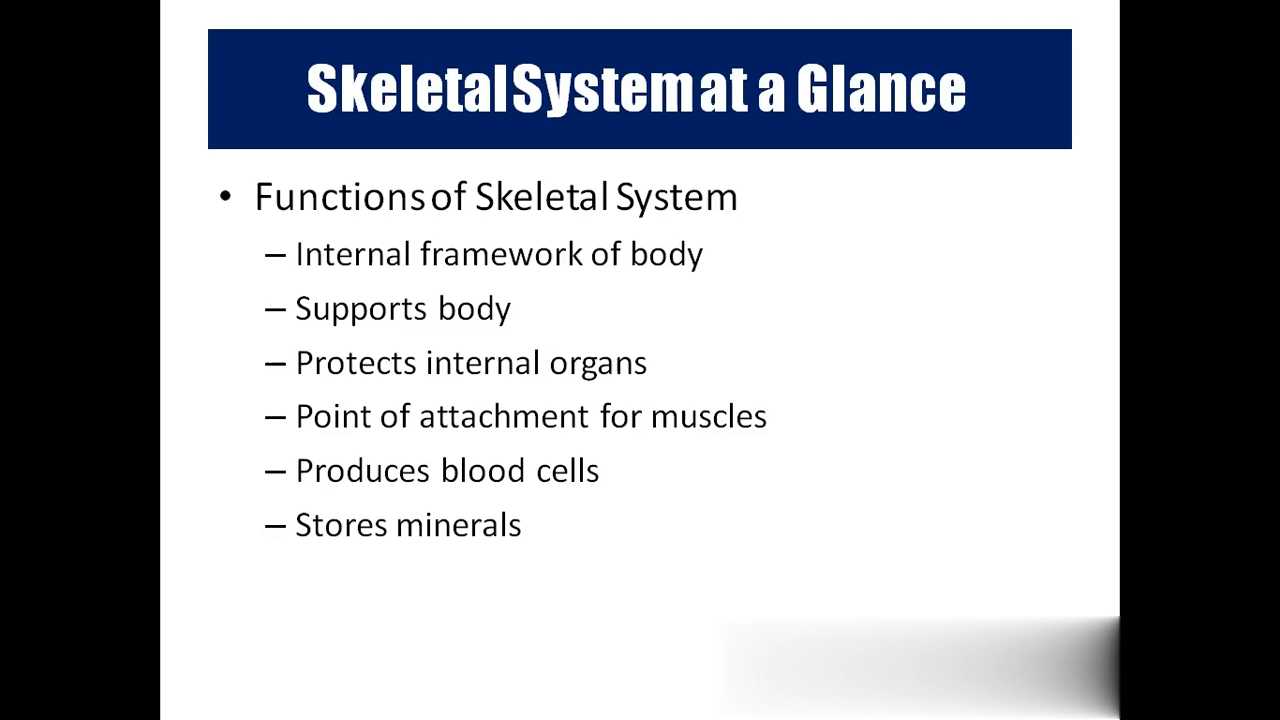 Skeletal System at a Glance
• Functions of Skeletal System
– Internal framework of body
– Supports body
– Protects internal organs
– Point of attachment for muscles
– Produces blood cells
– Stores minerals